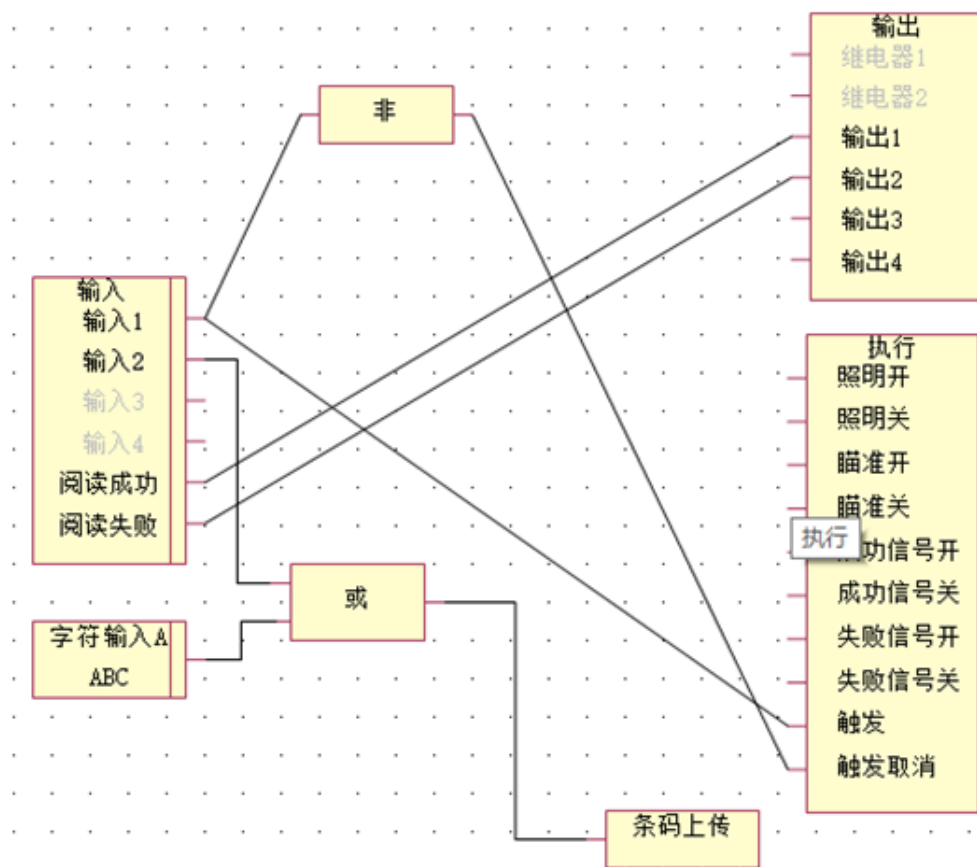 输出
继电器1
继电器2
输出1
输出2
输出3
输出4
非
输入
输入1
输入2
输入3
输入4
阅读成功
阅读失败
执行
照明开
照明关
瞄准开
瞄准关
执行
功信号开
成功信号关
失败信号开
失败信号关
触发
触发取消
或
字符输入A
ABC
条码上传